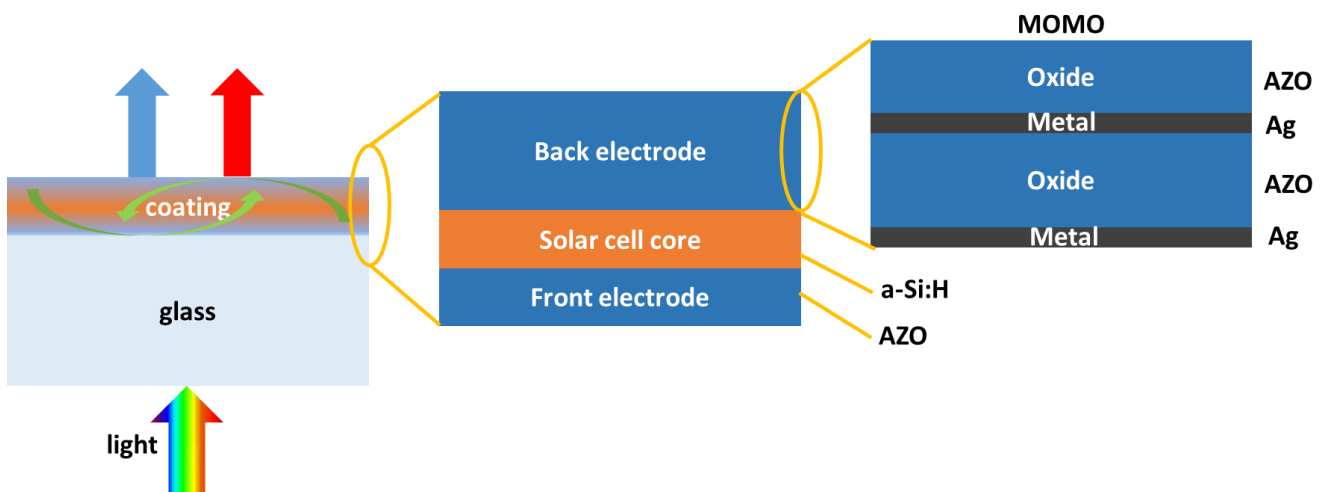 coating
glass
light
Back electrode
Solar cell core
Front electrode
a-Si:H
AZO
MOMO
Oxide AZO
Metal Ag
Oxide AZO
Metal Ag